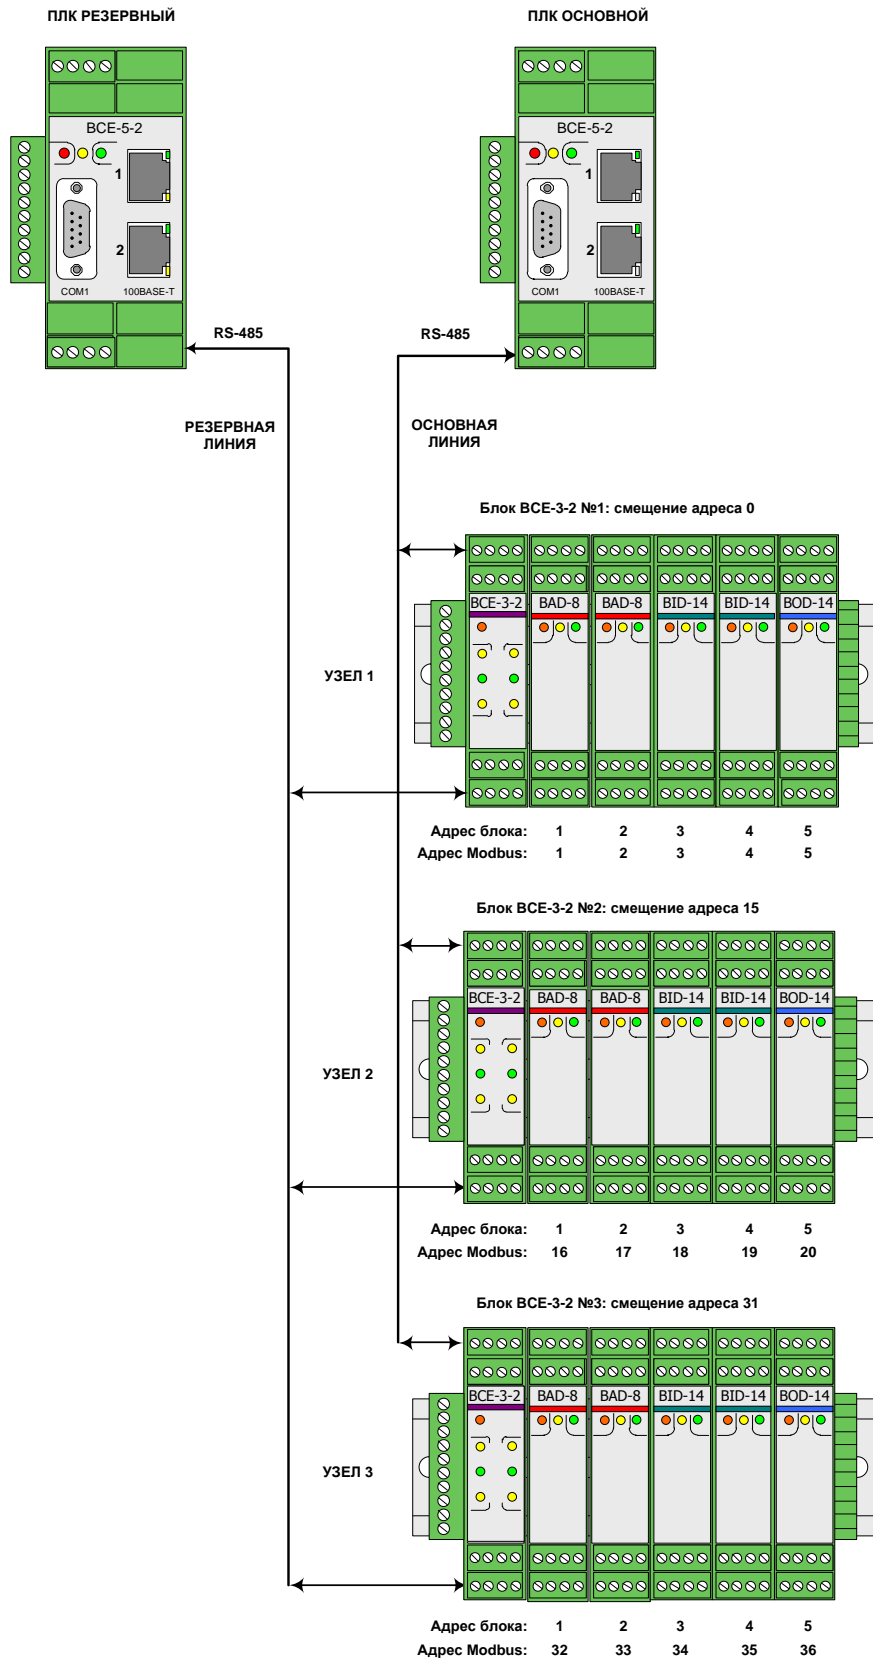 ПЛК РЕЗЕРВНЫЙ
ПЛК ОСНОВНОЙ
BCE-5-2
1
2
COM1
100BASE-T
BCE-5-2
1
2
COM1
100BASE-T
RS-485
RS-485
РЕЗЕРВНАЯ
ЛИНИЯ
ОСНОВНАЯ
ЛИНИЯ
Блок BCE-3-2 №1: смещение адреса 0
BCE-3-2 BAD-8 BAD-8 BID-14 BID-14 BOD-14
УЗЕЛ 1
Адрес блока: 1 2 3 4 5
Адрес Modbus: 1 2 3 4 5
Блок BCE-3-2 №2: смещение адреса 15
BCE-3-2 BAD-8 BAD-8 BID-14 BID-14 BOD-14
УЗЕЛ 2
Адрес блока: 1 2 3 4 5
Адрес Modbus: 16 17 18 19 20
Блок BCE-3-2 №3: смещение адреса 31
BCE-3-2 BAD-8 BAD-8 BID-14 BID-14 BOD-14
УЗЕЛ 3
Адрес блока: 1 2 3 4 5
Адрес Modbus: 32 33 34 35 36